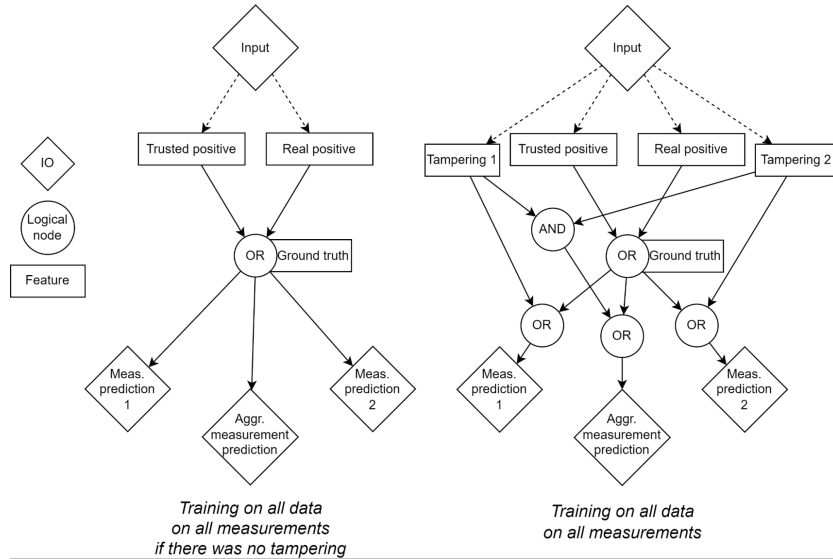 Input
Trusted positive
Real positive
OR
Ground truth
Meas.
prediction
1
Aggr.
measurement
prediction
Meas.
prediction
2
Training on all data
on all measurements
if there was no tampering
IO
Logical
node
Feature
Input
Tampering 1
Trusted positive
Real positive
Tampering 2
AND
OR
Ground truth
OR
OR
OR
Meas.
prediction
1
Aggr.
measurement
prediction
Meas.
prediction
2
Training on all data
on all measurements